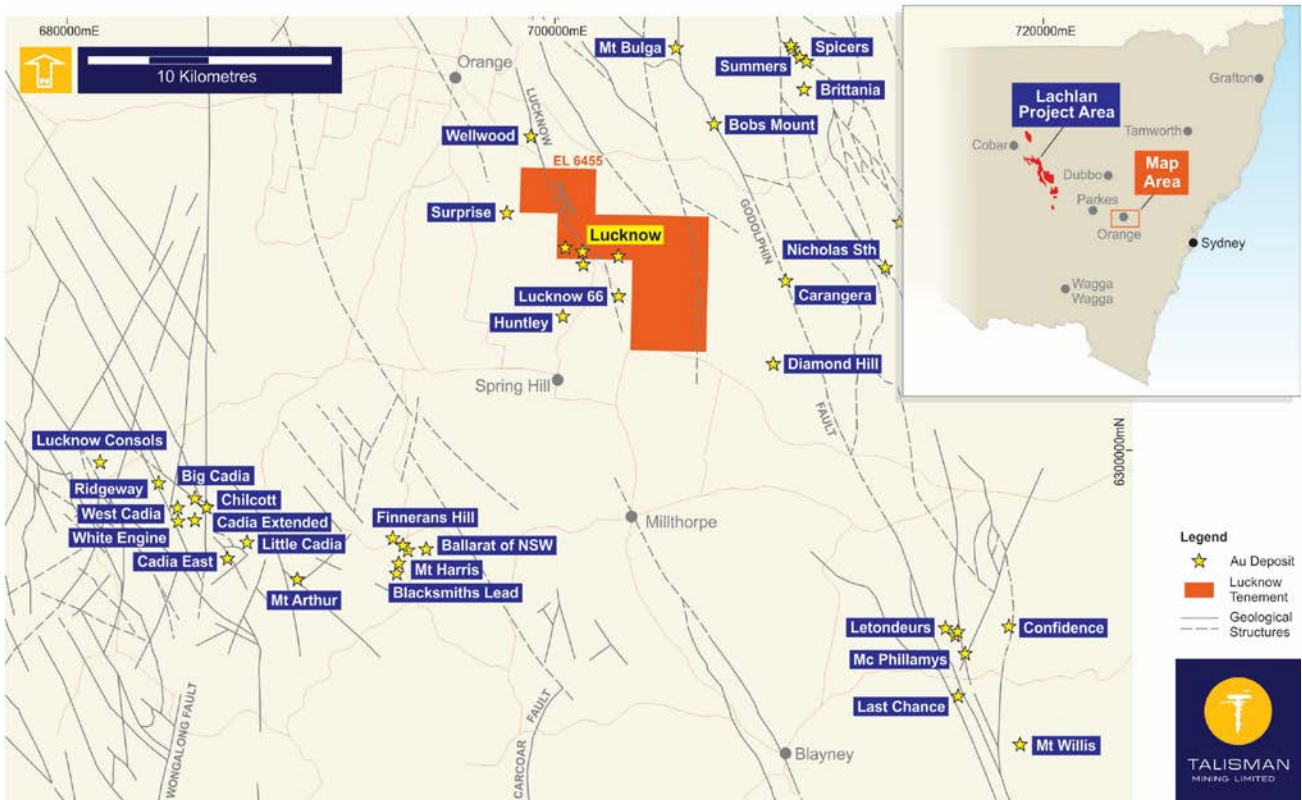 680000mE
700000mE
720000mE
N
10 Kilometres
Orange
Mt Bulga
Spicers
Summers
Brittania
Bobs Mount
LUCKNOW
Wellwood
EL 6455
Surprise
Lucknow
GODOLPHIN
Nicholas Sth
Carangera
Lucknow 66
Huntley
Diamond Hill
Spring Hill
FAULT
6300000mN
Lucknow Consols
Big Cadia
Ridgeway
Chilcott
West Cadia
Cadia Extended
White Engine
Little Cadia
Cadia East
Mt Arthur
Finnerans Hill
Ballarat of NSW
Mt Harris
Blacksmiths Lead
Millthorpe
Letondeurs
Confidence
Mc Phillamys
Last Chance
Mt Willis
Blayney
WONGALONG FAULT
CARCOAR
FAULT
Grafton
Lachlan
Project Area
Tamworth
Cobar
Map
Area
Dubbo
Parkes
Orange
Sydney
Wagga
Wagga
Legend
Au Deposit
Lucknow
Tenement
Geological
Structures
TALISMAN
MINING LIMITED